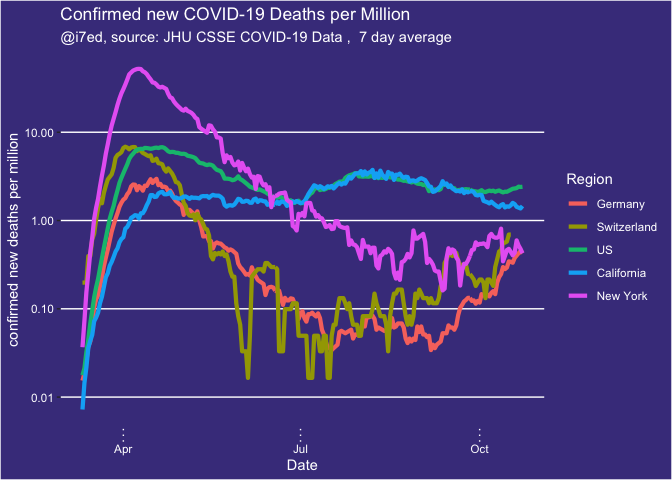 Confirmed new COVID-19 Deaths per Million
@i7ed, source: JHU CSSE COVID-19 Data ,  7 day average
confirmed new deaths per million
10.00
1.00
0.10
0.01
Apr
Jul
Oct
Date
Region
Germany
Switzerland
US
California
New York